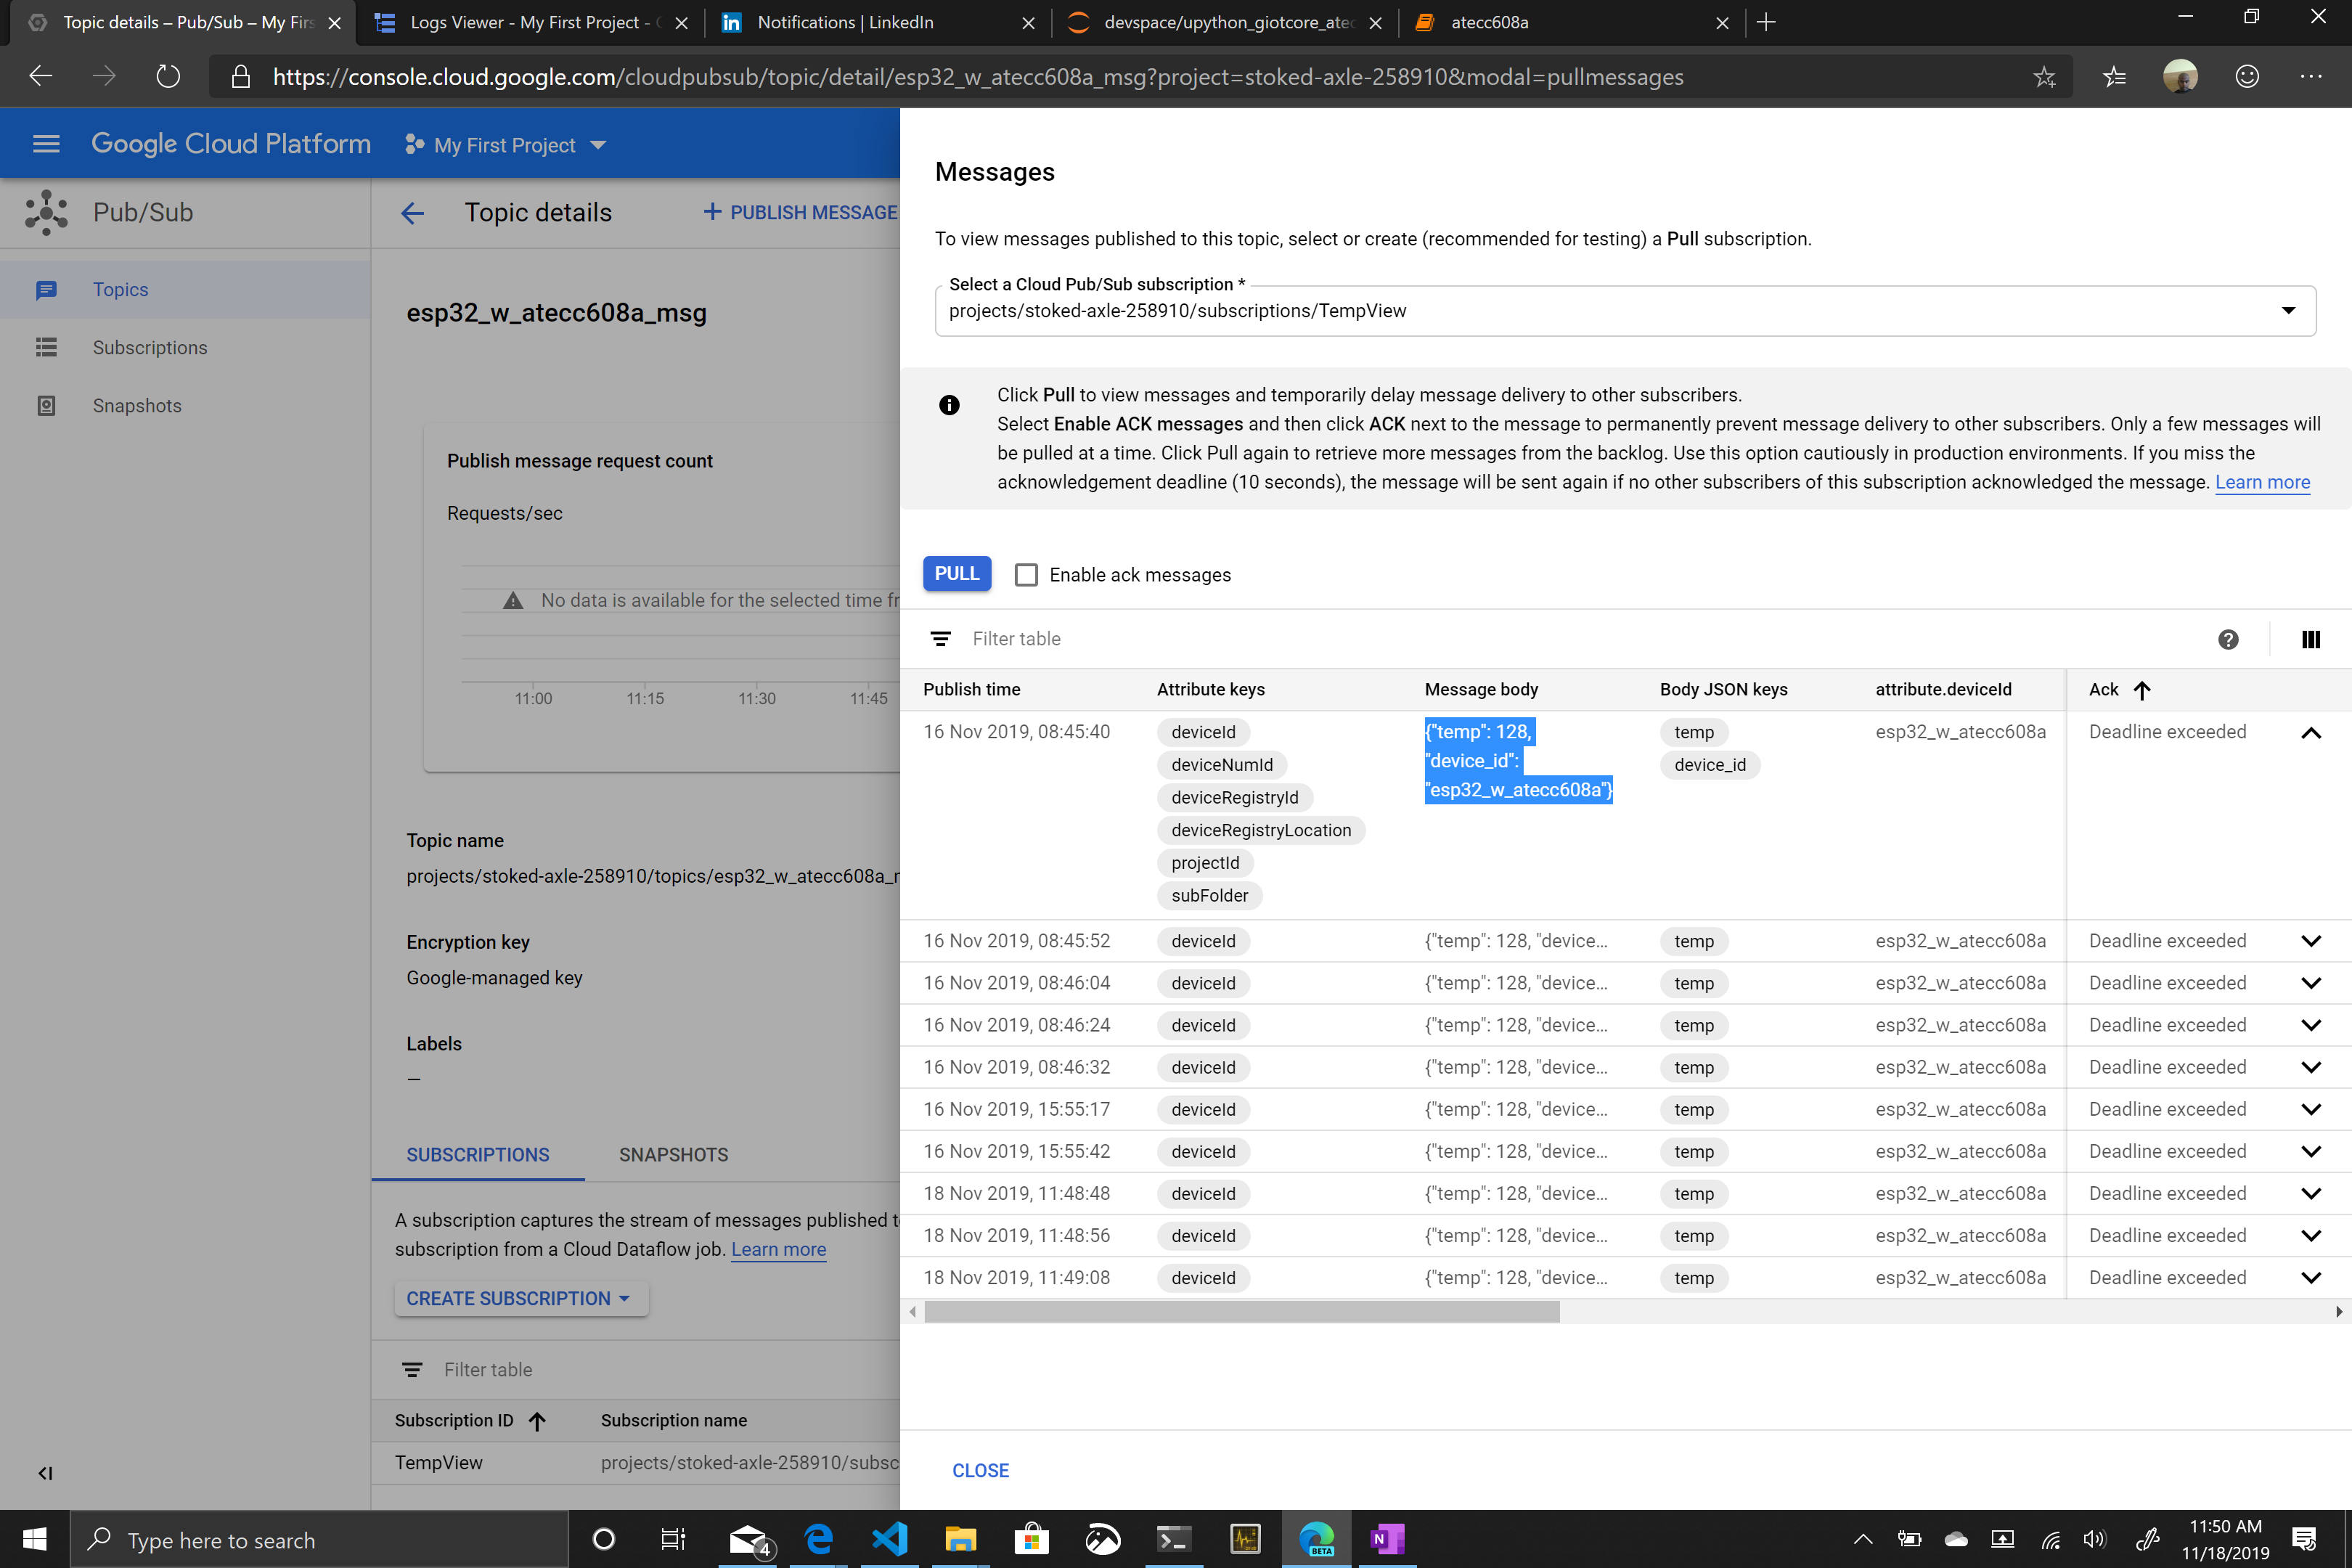 Topic details – Pub/Sub – My Firs
Logs Viewer - My First Project -
Notifications | LinkedIn
devspace/upython_giotcore_atec
atecc608a
https://console.cloud.google.com/cloudpubsub/topic/detail/esp32_w_atecc608a_msg?project=stoked-axle-258910&modal=pullmessages
Google Cloud Platform
My First Project
Pub/Sub
Topics
Subscriptions
Snapshots
Topic details
PUBLISH MESSAGE
esp32_w_atecc608a_msg
Publish message request count
Requests/sec
No data is available for the selected time fr
11:00 11:15 11:30 11:45
Topic name
projects/stoked-axle-258910/topics/esp32_w_atecc608a_m
Encryption key
Google-managed key
Labels
—
SUBSCRIPTIONS SNAPSHOTS
A subscription captures the stream of messages published t
subscription from a Cloud Dataflow job. Learn more
CREATE SUBSCRIPTION
Filter table
Subscription ID Subscription name
TempView projects/stoked-axle-258910/subsc
Messages
To view messages published to this topic, select or create (recommended for testing) a Pull subscription.
Select a Cloud Pub/Sub subscription *
projects/stoked-axle-258910/subscriptions/TempView
Click Pull to view messages and temporarily delay message delivery to other subscribers.
Select Enable ACK messages and then click ACK next to the message to permanently prevent message delivery to other subscribers. Only a few messages will
be pulled at a time. Click Pull again to retrieve more messages from the backlog. Use this option cautiously in production environments. If you miss the
acknowledgement deadline (10 seconds), the message will be sent again if no other subscribers of this subscription acknowledged the message. Learn more
PULL
Enable ack messages
Filter table
Publish time Attribute keys Message body Body JSON keys attribute.deviceId Ack
16 Nov 2019, 08:45:40 deviceId {"temp": 128, temp esp32_w_atecc608a Deadline exceeded
deviceNumId "device_id": device_id
deviceRegistryId "esp32_w_atecc608a"}
deviceRegistryLocation
projectId
subFolder
16 Nov 2019, 08:45:52 deviceId {"temp": 128, "device... temp esp32_w_atecc608a Deadline exceeded
16 Nov 2019, 08:46:04 deviceId {"temp": 128, "device... temp esp32_w_atecc608a Deadline exceeded
16 Nov 2019, 08:46:24 deviceId {"temp": 128, "device... temp esp32_w_atecc608a Deadline exceeded
16 Nov 2019, 08:46:32 deviceId {"temp": 128, "device... temp esp32_w_atecc608a Deadline exceeded
16 Nov 2019, 15:55:17 deviceId {"temp": 128, "device... temp esp32_w_atecc608a Deadline exceeded
16 Nov 2019, 15:55:42 deviceId {"temp": 128, "device... temp esp32_w_atecc608a Deadline exceeded
18 Nov 2019, 11:48:48 deviceId {"temp": 128, "device... temp esp32_w_atecc608a Deadline exceeded
18 Nov 2019, 11:48:56 deviceId {"temp": 128, "device... temp esp32_w_atecc608a Deadline exceeded
18 Nov 2019, 11:49:08 deviceId {"temp": 128, "device... temp esp32_w_atecc608a Deadline exceeded
CLOSE
Type here to search
4
BETA
11:50 AM
11/18/2019